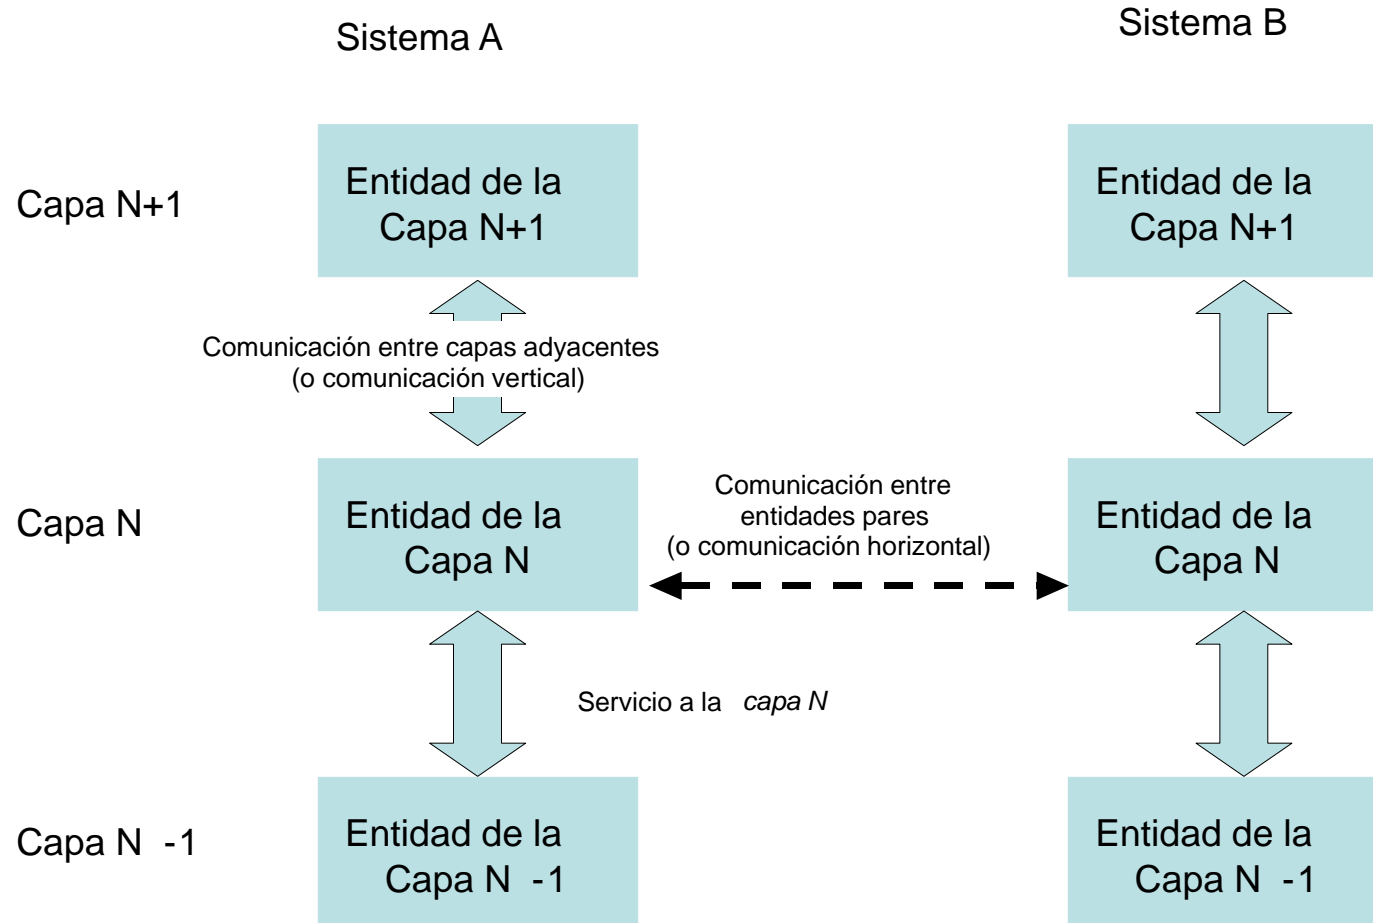 Sistema A
Sistema B
Capa N+1
Entidad de la
Capa N+1
Entidad de la
Capa N+1
Comunicación entre capas adyacentes
(o comunicación vertical)
Capa N
Entidad de la
Capa N
Comunicación entre
entidades pares
(o comunicación horizontal)
Entidad de la
Capa N
Servicio a la capa N
Capa N -1
Entidad de la
Capa N -1
Entidad de la
Capa N -1